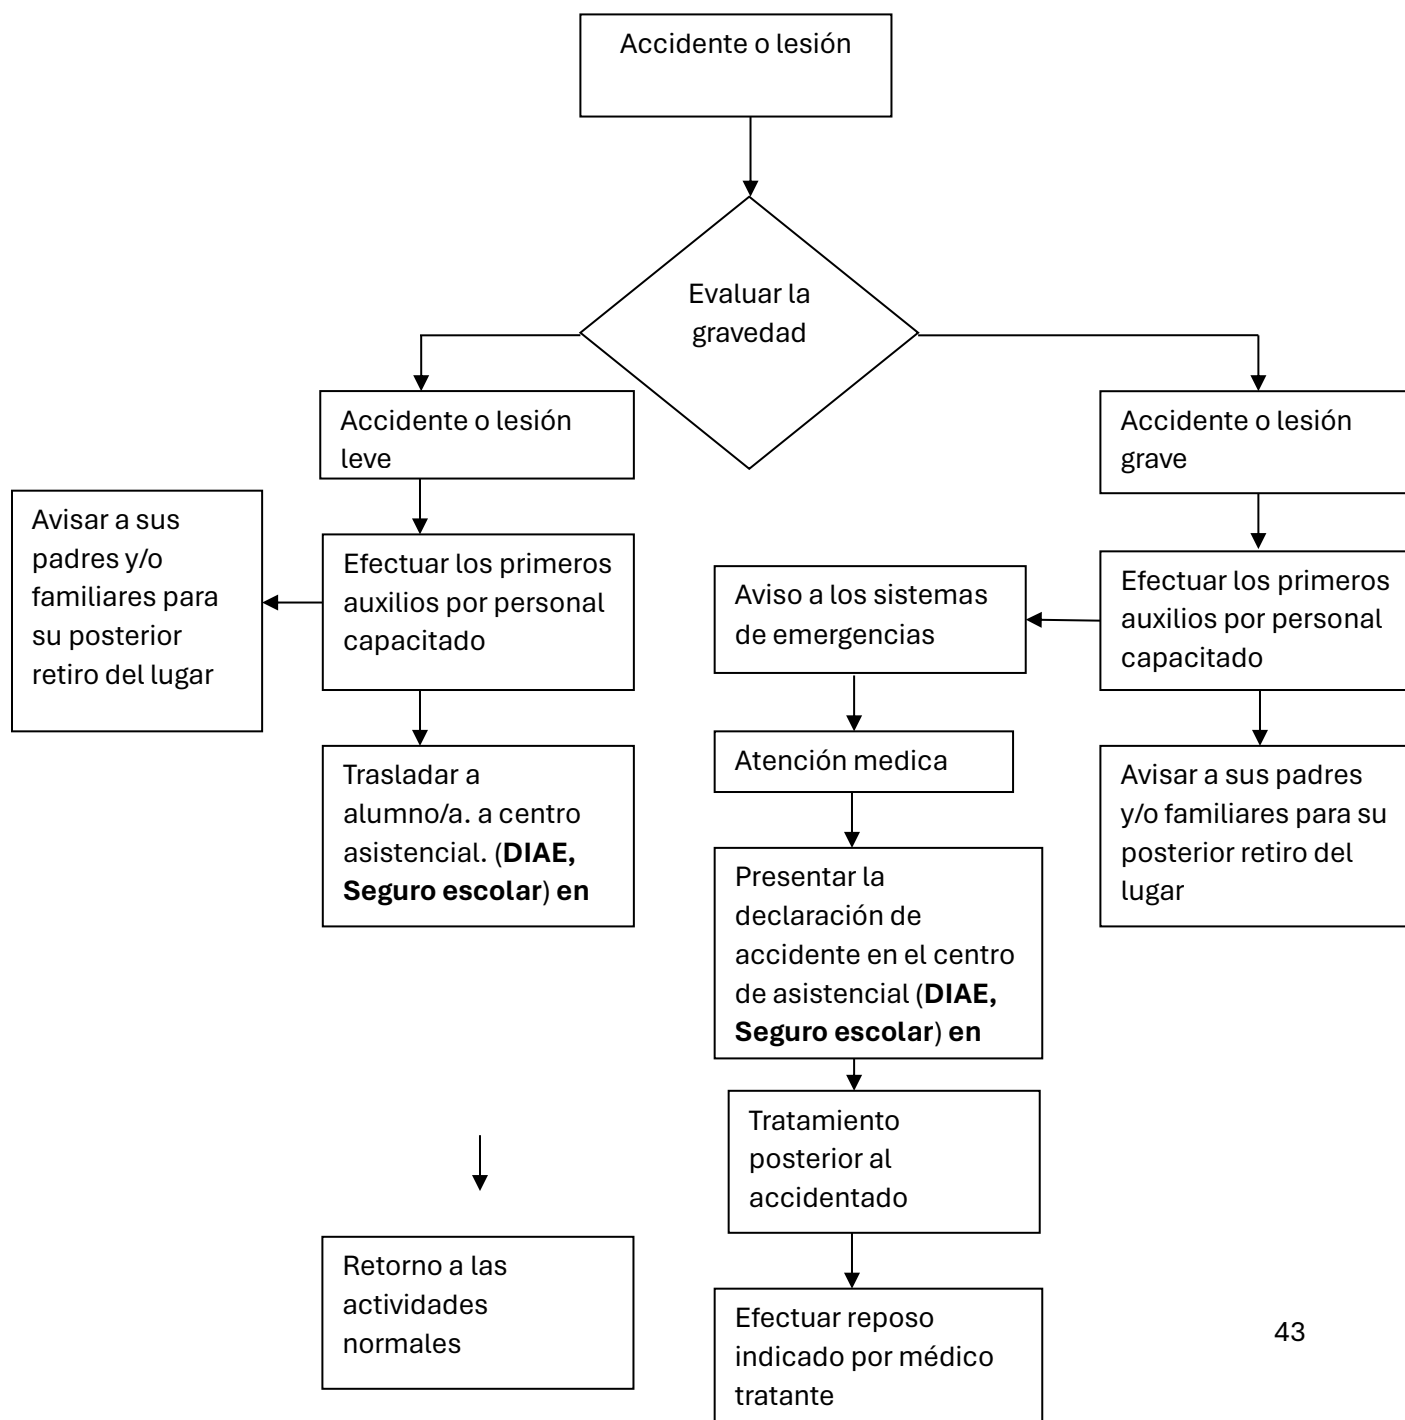 Accidente o lesión
Evaluar la
gravedad
Accidente o lesión
leve
Accidente o lesión
grave
Avisar a sus
padres y/o
familiares para
su posterior
retiro del lugar
Efectuar los primeros
auxilios por personal
capacitado
Aviso a los sistemas
de emergencias
Efectuar los primeros
auxilios por personal
capacitado
Trasladar a
alumno/a. a centro
asistencial. (DIAE,
Seguro escolar) en
Atención medica
Avisar a sus padres
y/o familiares para su
posterior retiro del
lugar
Presentar la
declaración de
accidente en el centro
de asistencial (DIAE,
Seguro escolar) en
Tratamiento
posterior al
accidentado
Retorno a las
actividades
normales
Efectuar reposo
indicado por médico
tratante
43